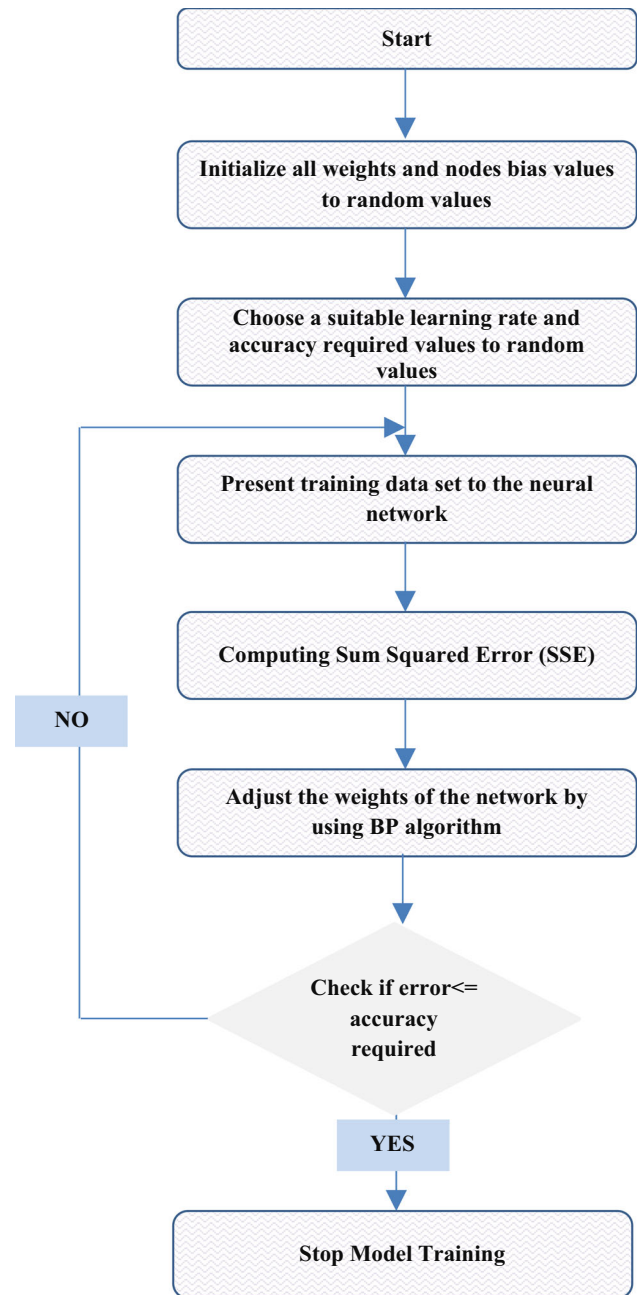 Start
Initialize all weights and nodes bias values
to random values
Choose a suitable learning rate and
accuracy required values to random
values
Present training data set to the neural
network
Computing Sum Squared Error (SSE)
NO
Adjust the weights of the network by
using BP algorithm
Check if error<=
accuracy
required
YES
Stop Model Training